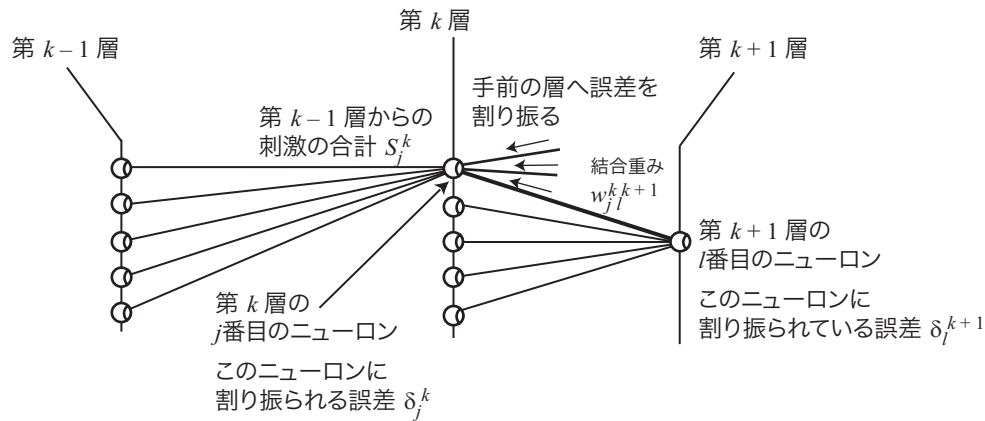 第 k – 1 層
第 k 層
第 k + 1 層
手前の層へ誤差を
割り振る
第 k – 1 層からの
刺激の合計 S_j^k
結合重み
w_{j l}^{k k + 1}
第 k + 1 層の
l番目のニューロン
このニューロンに
割り振られている誤差 δ_l^{k+1}
第 k 層の
j番目のニューロン
このニューロンに
割り振られる誤差 δ_j^k